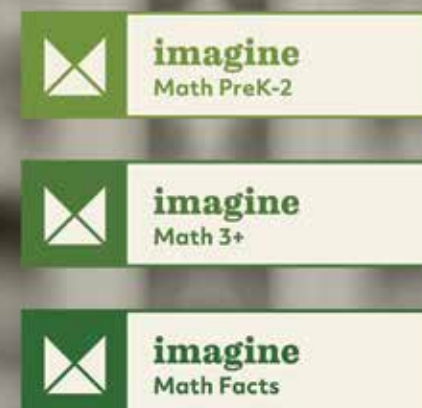 imagine
Math PreK-2
imagine
Math 3+
imagine
Math Facts